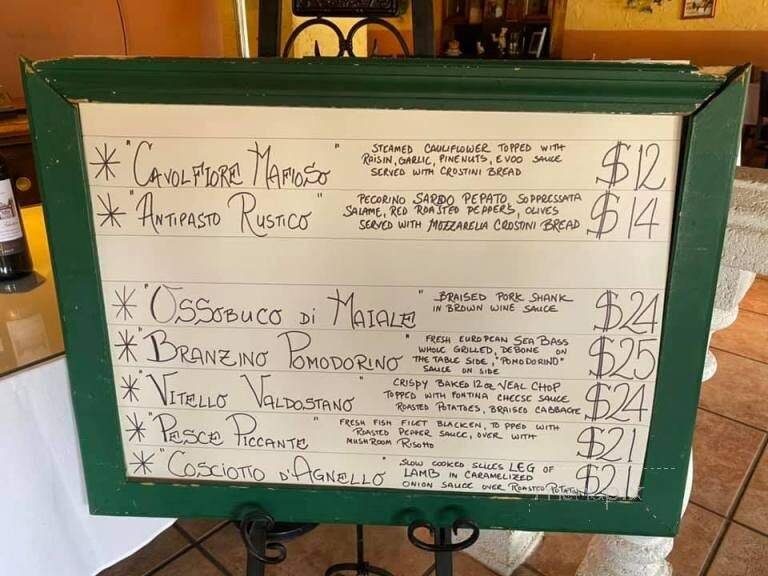 * "CAVOLFIORE MAFIOSO" STEAMED CAULIFLOWER TOPPED WITH $12
ROISIN, GARLIC, PINENUTS, EVOO SAUCE
SERVED WITH CROSTINI BREAD
* "ANTIPASTO RUSTICO" PECORINO SARDO PEPATO, SOPPRESSATA $14
SALAME, RED ROASTED PEPPERS, OLIVES
SERVED WITH MOZZARELLA CROSTINI BREAD
* "OSSOBUCO DI MAIALE" BRAISED PORK SHANK $24
IN BROWN WINE SAUCE
* "BRANZINO POMODORINO" FRESH EUROPEAN SEA BASS $25
WHOLE GRILLED, DEBONE ON
THE TABLE SIDE, "POMODORINO"
SAUCE ON SIDE
* "VITELLO VALDOSTANO" CRISPY BAKED 12 oz VEAL CHOP $24
TOPPED WITH FONTINA CHEESE SAUCE
ROASTED POTATOES, BRAISED CABBAGE
* "PESCE PICCANTE" FRESH FISH FILET BLACKEN, TOPPED WITH $21
ROASTED PEPPER SAUCE, OVER WITH
MUSHROOM RISOTTO
* "COSCIOTTO D'AGNELLO" SLOW COOKED SLICES LEG OF $21
LAMB IN CARAMELIZED
ONION SAUCE OVER ROASTED POTATO
menupix